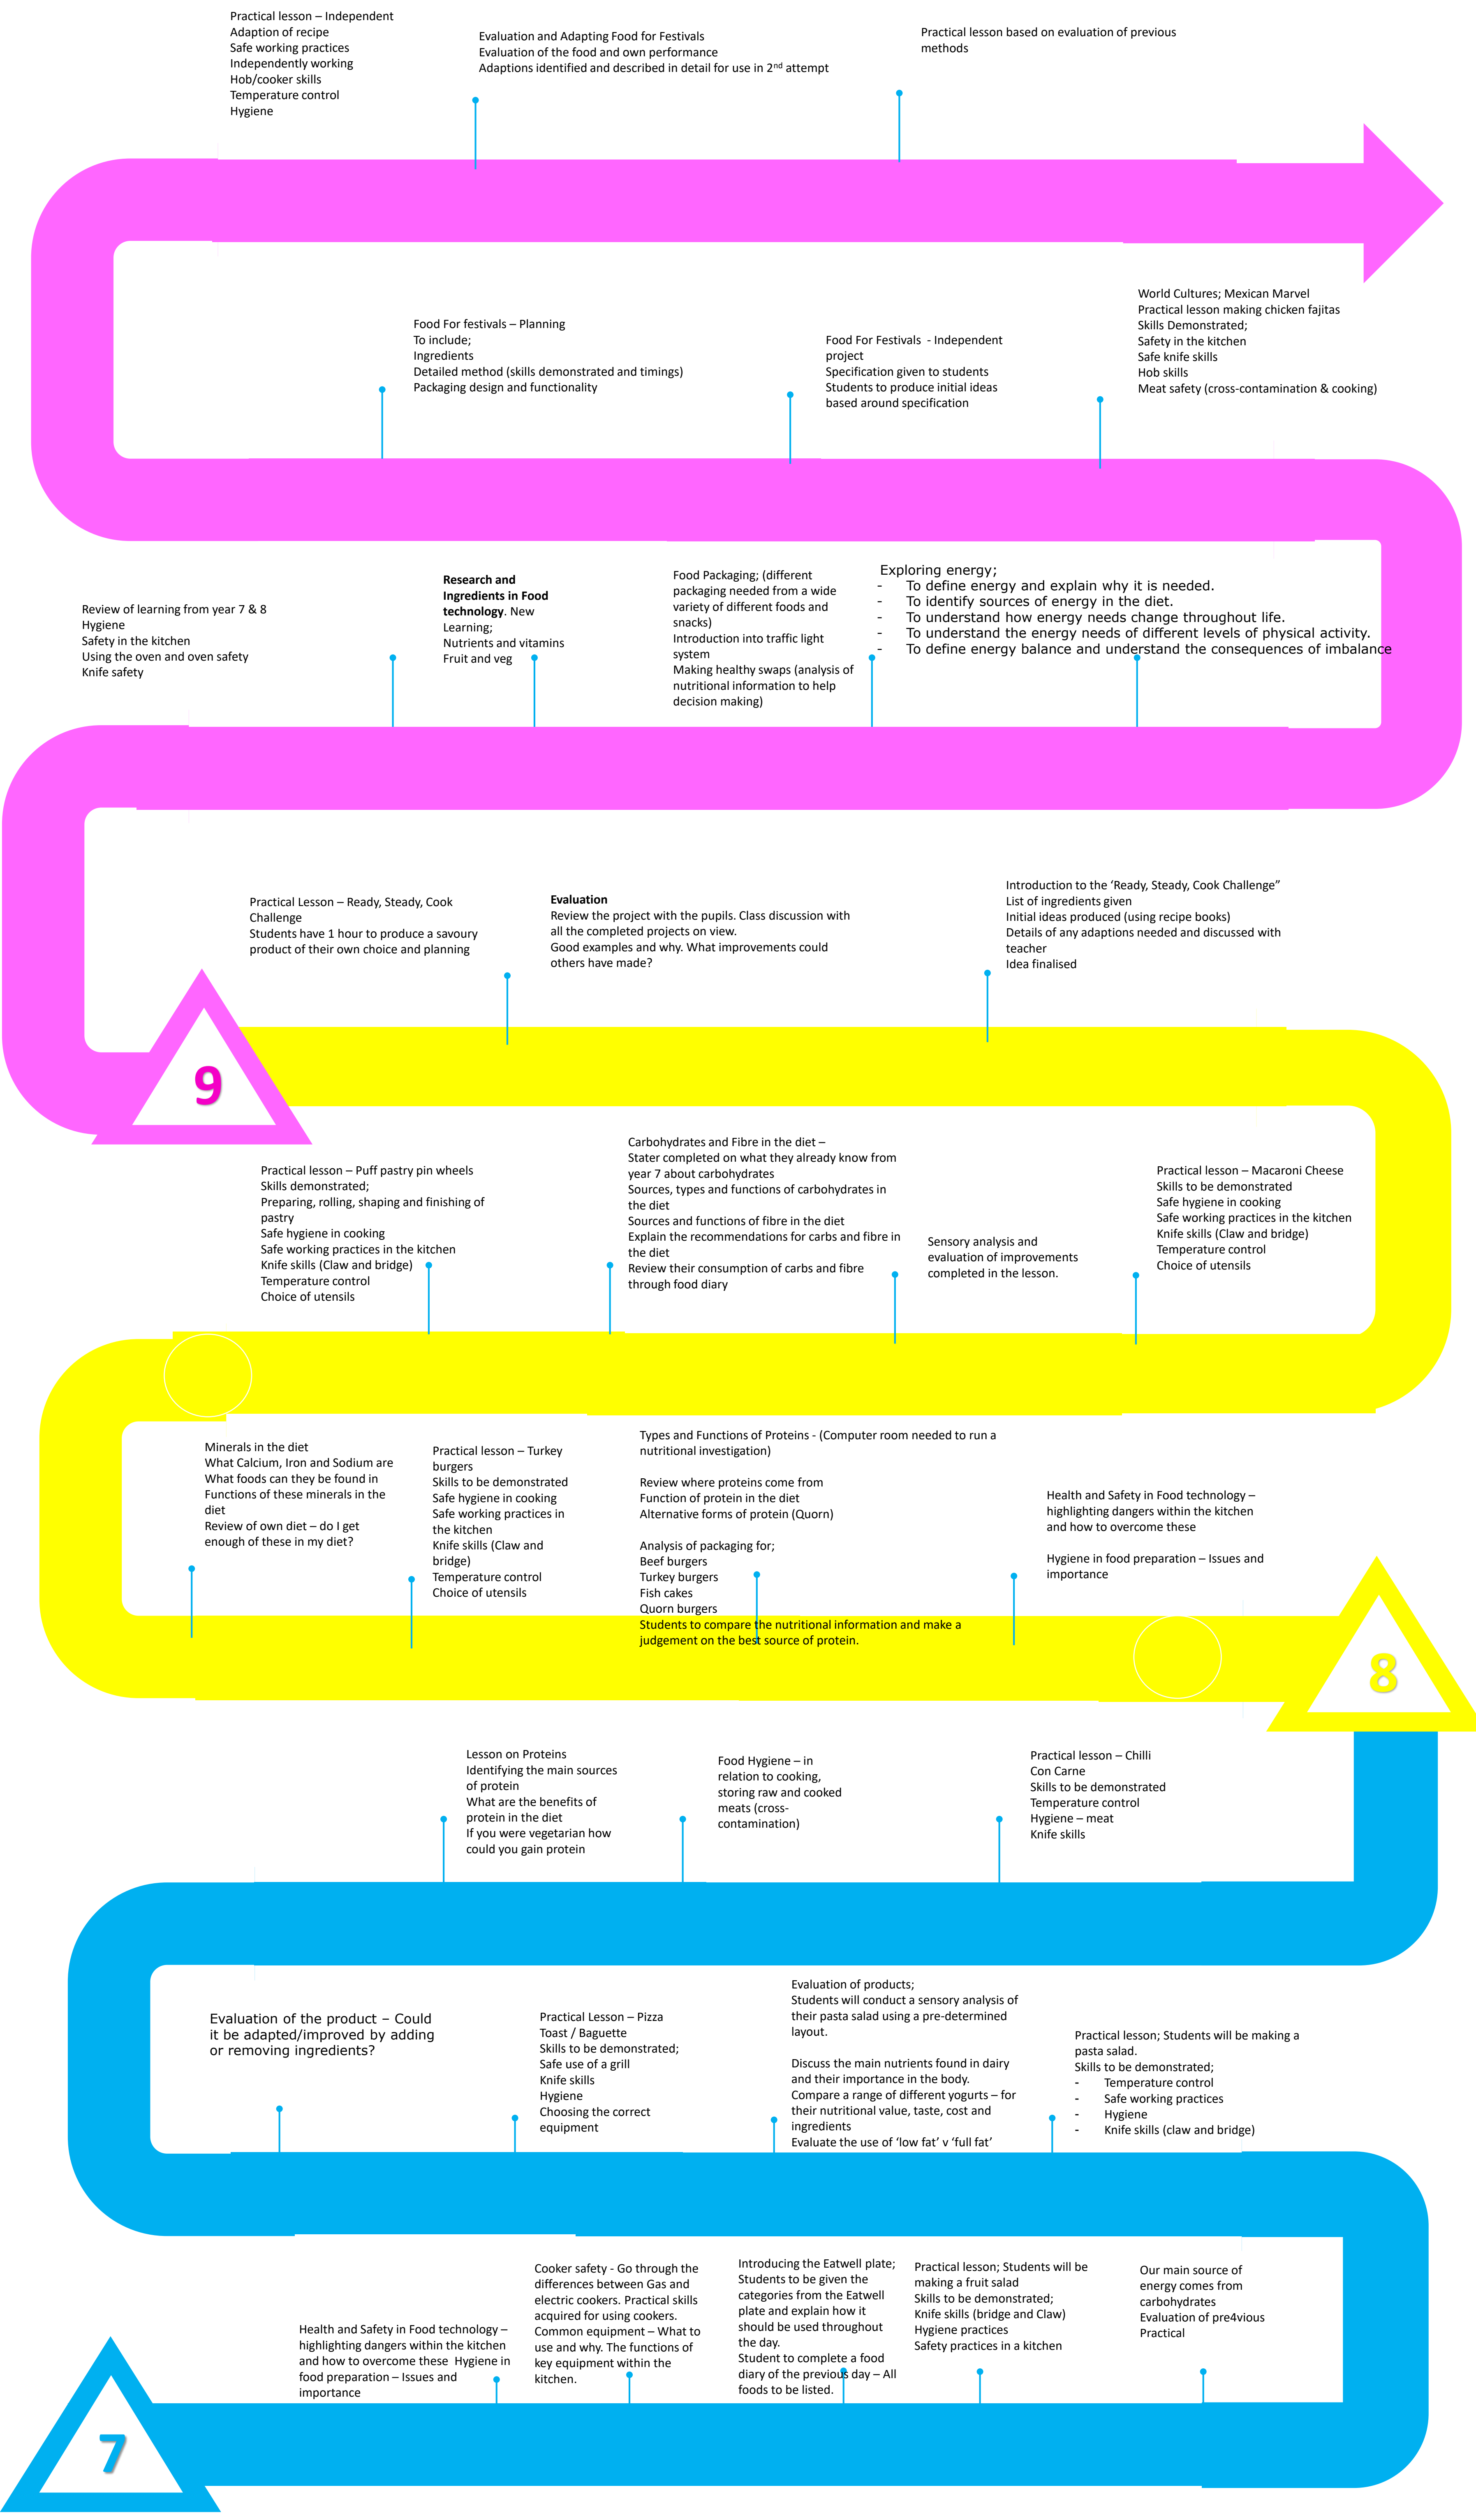 Practical lesson – Independent
Adaption of recipe
Safe working practices
Independently working
Hob/cooker skills
Temperature control
Hygiene
Evaluation and Adapting Food for Festivals
Evaluation of the food and own performance
Adaptions identified and described in detail for use in 2nd attempt
Practical lesson based on evaluation of previous
methods
Food For festivals – Planning
To include;
Ingredients
Detailed method (skills demonstrated and timings)
Packaging design and functionality
Food For Festivals - Independent
project
Specification given to students
Students to produce initial ideas
based around specification
World Cultures; Mexican Marvel
Practical lesson making chicken fajitas
Skills Demonstrated;
Safety in the kitchen
Safe knife skills
Hob skills
Meat safety (cross-contamination & cooking)
Review of learning from year 7 & 8
Hygiene
Safety in the kitchen
Using the oven and oven safety
Knife safety
Research and
Ingredients in Food
technology. New
Learning;
Nutrients and vitamins
Fruit and veg
Food Packaging; (different
packaging needed from a wide
variety of different foods and
snacks)
Introduction into traffic light
system
Making healthy swaps (analysis of
nutritional information to help
decision making)
Exploring energy;
- To define energy and explain why it is needed.
- To identify sources of energy in the diet.
- To understand how energy needs change throughout life.
- To understand the energy needs of different levels of physical activity.
- To define energy balance and understand the consequences of imbalance
Practical Lesson – Ready, Steady, Cook
Challenge
Students have 1 hour to produce a savoury
product of their own choice and planning
Evaluation
Review the project with the pupils. Class discussion with
all the completed projects on view.
Good examples and why. What improvements could
others have made?
Introduction to the ‘Ready, Steady, Cook Challenge”
List of ingredients given
Initial ideas produced (using recipe books)
Details of any adaptions needed and discussed with
teacher
Idea finalised
9
Practical lesson – Puff pastry pin wheels
Skills demonstrated;
Preparing, rolling, shaping and finishing of
pastry
Safe hygiene in cooking
Safe working practices in the kitchen
Knife skills (Claw and bridge)
Temperature control
Choice of utensils
Carbohydrates and Fibre in the diet –
Stater completed on what they already know from
year 7 about carbohydrates
Sources, types and functions of carbohydrates in
the diet
Sources and functions of fibre in the diet
Explain the recommendations for carbs and fibre in
the diet
Review their consumption of carbs and fibre
through food diary
Sensory analysis and
evaluation of improvements
completed in the lesson.
Practical lesson – Macaroni Cheese
Skills to be demonstrated
Safe hygiene in cooking
Safe working practices in the kitchen
Knife skills (Claw and bridge)
Temperature control
Choice of utensils
Minerals in the diet
What Calcium, Iron and Sodium are
What foods can they be found in
Functions of these minerals in the
diet
Review of own diet – do I get
enough of these in my diet?
Practical lesson – Turkey
burgers
Skills to be demonstrated
Safe hygiene in cooking
Safe working practices in
the kitchen
Knife skills (Claw and
bridge)
Temperature control
Choice of utensils
Types and Functions of Proteins - (Computer room needed to run a
nutritional investigation)
Review where proteins come from
Function of protein in the diet
Alternative forms of protein (Quorn)
Analysis of packaging for;
Beef burgers
Turkey burgers
Fish cakes
Quorn burgers
Students to compare the nutritional information and make a
judgement on the best source of protein.
Health and Safety in Food technology –
highlighting dangers within the kitchen
and how to overcome these
Hygiene in food preparation – Issues and
importance
8
Lesson on Proteins
Identifying the main sources
of protein
What are the benefits of
protein in the diet
If you were vegetarian how
could you gain protein
Food Hygiene – in
relation to cooking,
storing raw and cooked
meats (cross-
contamination)
Practical lesson – Chilli
Con Carne
Skills to be demonstrated
Temperature control
Hygiene – meat
Knife skills
Evaluation of the product – Could
it be adapted/improved by adding
or removing ingredients?
Practical Lesson – Pizza
Toast / Baguette
Skills to be demonstrated;
Safe use of a grill
Knife skills
Hygiene
Choosing the correct
equipment
Evaluation of products;
Students will conduct a sensory analysis of
their pasta salad using a pre-determined
layout.
Discuss the main nutrients found in dairy
and their importance in the body.
Compare a range of different yogurts – for
their nutritional value, taste, cost and
ingredients
Evaluate the use of ‘low fat’ v ‘full fat’
Practical lesson; Students will be making a
pasta salad.
Skills to be demonstrated;
- Temperature control
- Safe working practices
- Hygiene
- Knife skills (claw and bridge)
Health and Safety in Food technology –
highlighting dangers within the kitchen
and how to overcome these Hygiene in
food preparation – Issues and
importance
Cooker safety - Go through the
differences between Gas and
electric cookers. Practical skills
acquired for using cookers.
Common equipment – What to
use and why. The functions of
key equipment within the
kitchen.
Introducing the Eatwell plate;
Students to be given the
categories from the Eatwell
plate and explain how it
should be used throughout
the day.
Student to complete a food
diary of the previous day – All
foods to be listed.
Practical lesson; Students will be
making a fruit salad
Skills to be demonstrated;
Knife skills (bridge and Claw)
Hygiene practices
Safety practices in a kitchen
Our main source of
energy comes from
carbohydrates
Evaluation of pre4vious
Practical
7